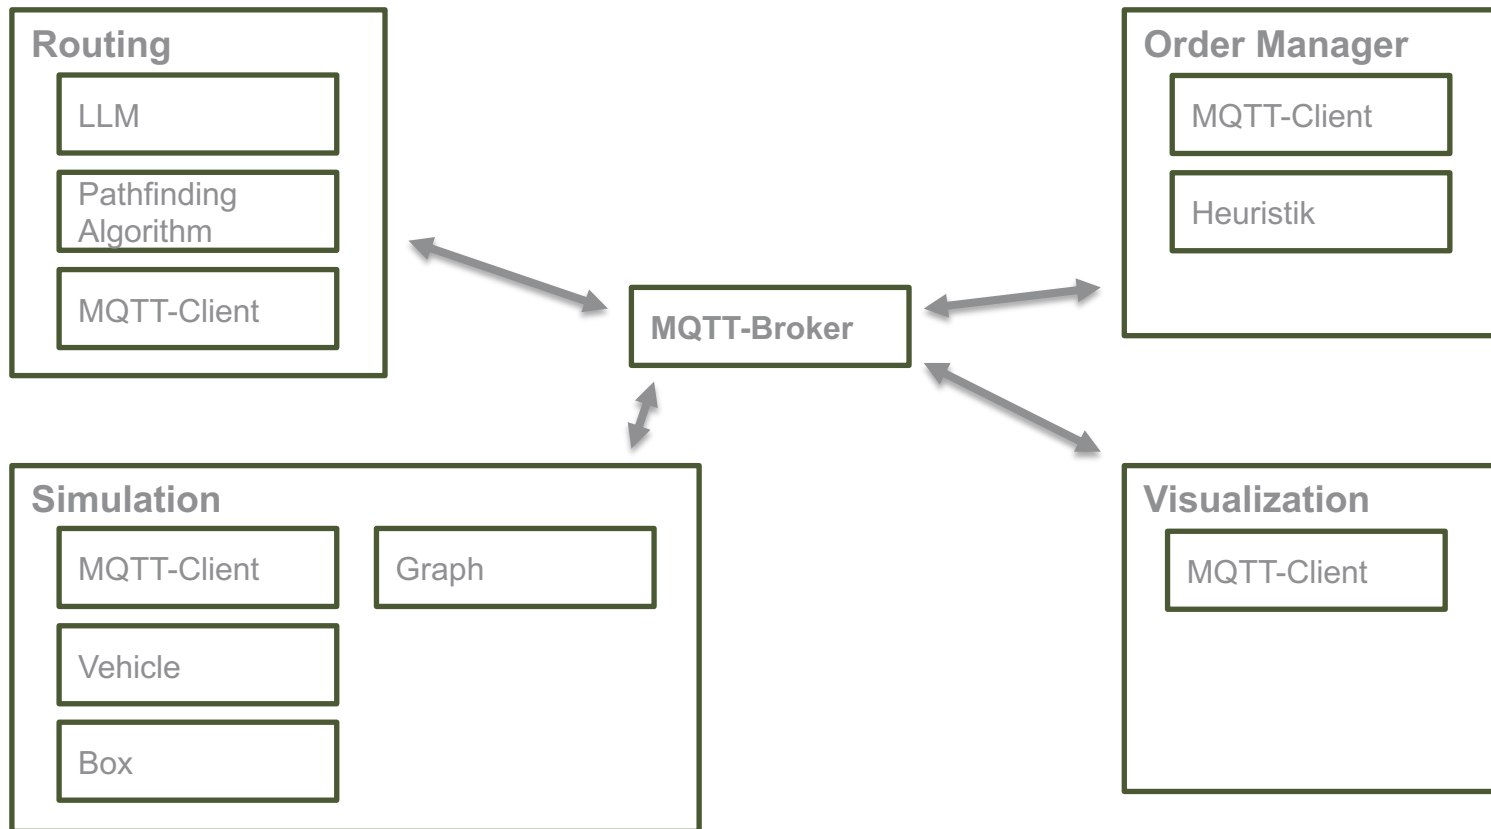 Routing
LLM
Pathfinding
Algorithm
MQTT-Client
Order Manager
MQTT-Client
Heuristik
MQTT-Broker
Simulation
MQTT-Client
Graph
Vehicle
Box
Visualization
MQTT-Client